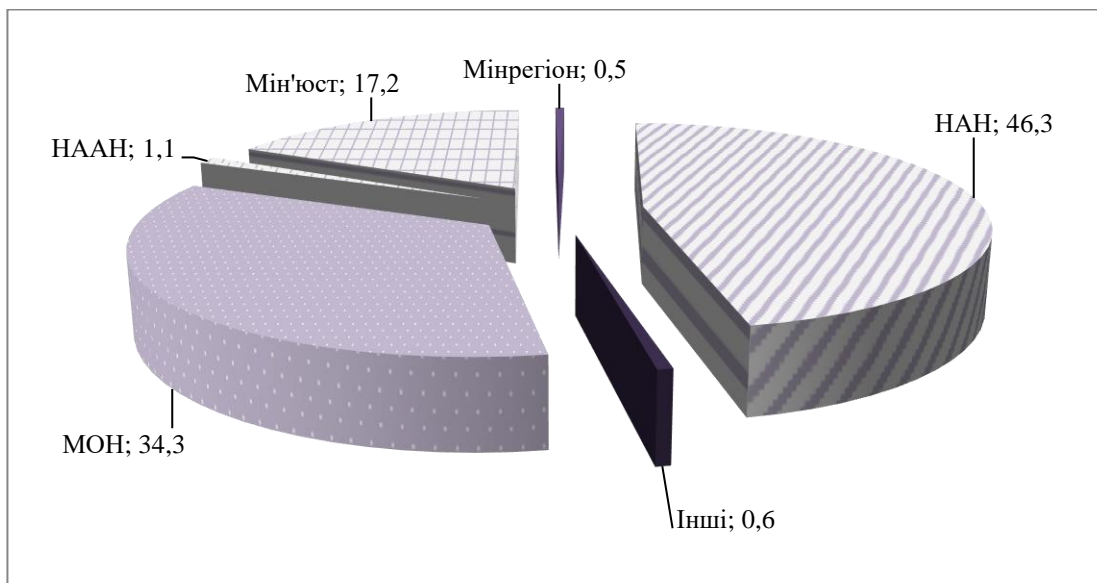 Мінрегіон; 0,5
Мін'юст; 17,2
НАН; 46,3
НААН; 1,1
МОН; 34,3
Інші; 0,6